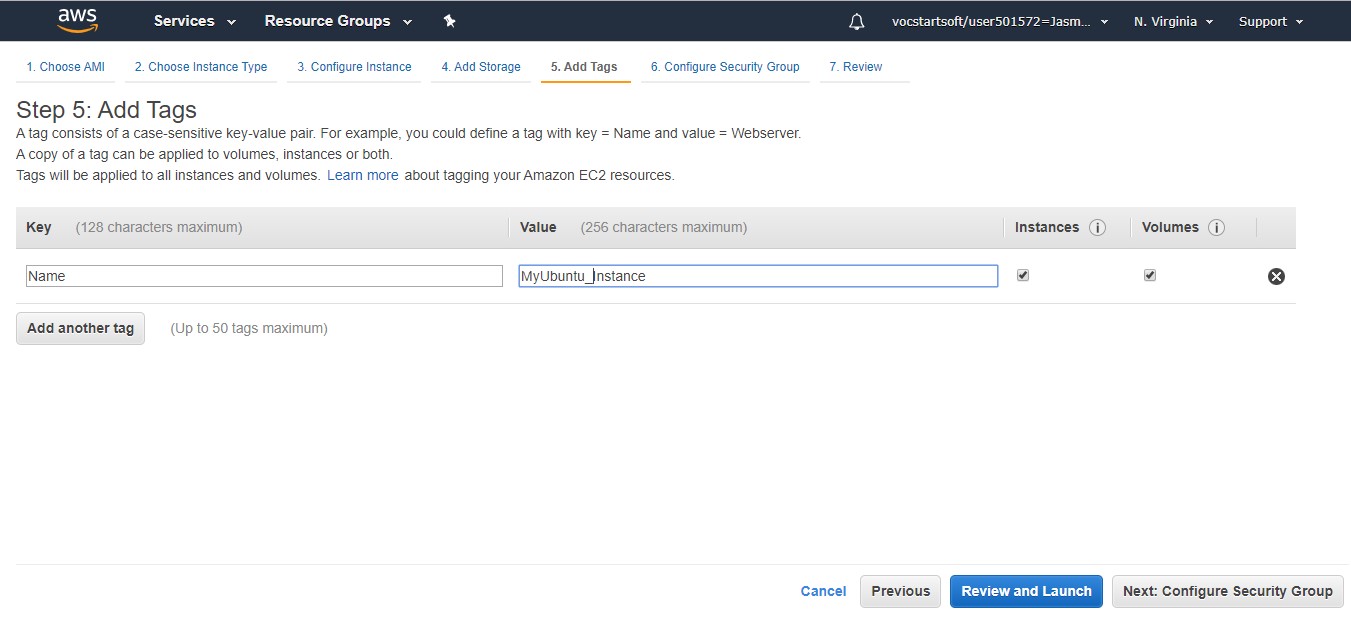 aws Services Resource Groups vocstartsoft/user501572=Jasm... N. Virginia Support
1. Choose AMI 2. Choose Instance Type 3. Configure Instance 4. Add Storage 5. Add Tags 6. Configure Security Group 7. Review
Step 5: Add Tags
A tag consists of a case-sensitive key-value pair. For example, you could define a tag with key = Name and value = Webserver.
A copy of a tag can be applied to volumes, instances or both.
Tags will be applied to all instances and volumes. Learn more about tagging your Amazon EC2 resources.
Key (128 characters maximum) Value (256 characters maximum) Instances i Volumes i
Name MyUbuntu_Instance
Add another tag (Up to 50 tags maximum)
Cancel Previous Review and Launch Next: Configure Security Group